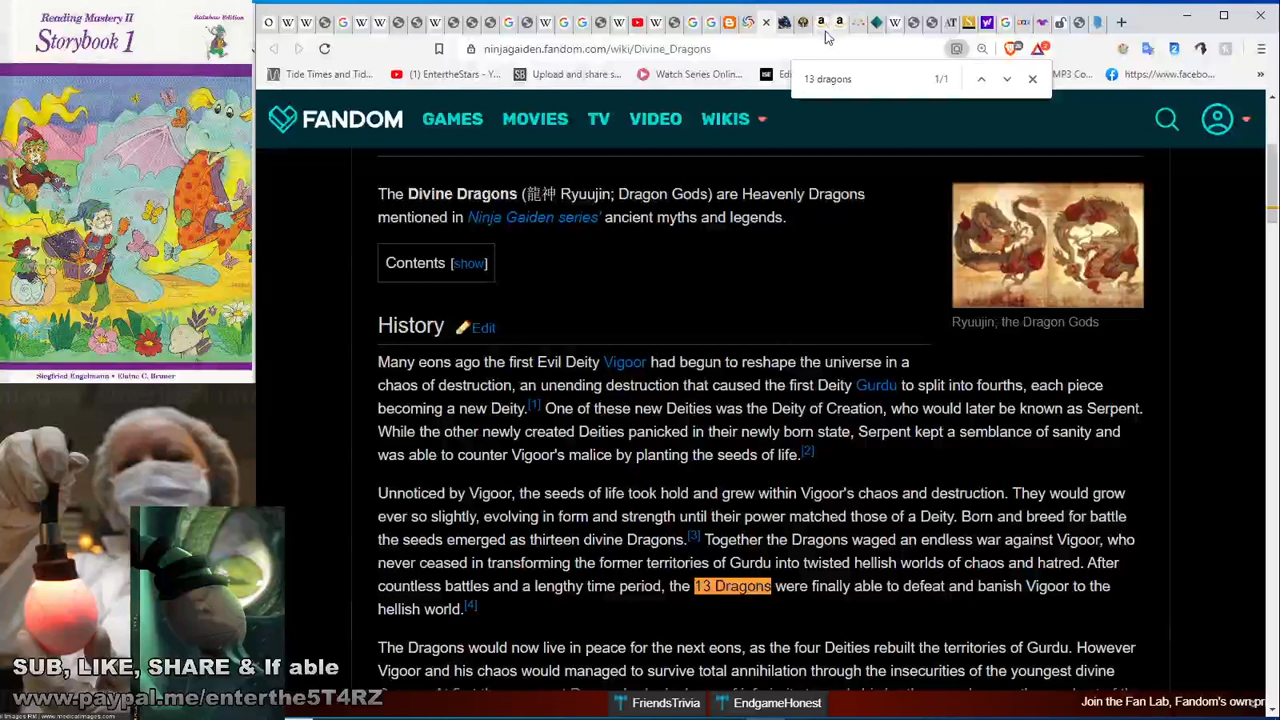 Reading Mastery II Rainbow Edition
Storybook 1
Siegfried Engelmann • Elaine C. Bruner
ninjagaiden.fandom.com/wiki/Divine_Dragons
13 dragons 1/1
Tide Times and Tid...
(1) EntertheStars - Y...
Upload and share s...
Watch Series Onlin...
MP3 Co...
https://www.facebo...
FANDOM GAMES MOVIES TV VIDEO WIKIS
The Divine Dragons (龍神 Ryuujin; Dragon Gods) are Heavenly Dragons
mentioned in Ninja Gaiden series' ancient myths and legends.
Contents [show]
Ryuujin; the Dragon Gods
History Edit
Many eons ago the first Evil Deity Vigoor had begun to reshape the universe in a
chaos of destruction, an unending destruction that caused the first Deity Gurdu to split into fourths, each piece
becoming a new Deity.[1] One of these new Deities was the Deity of Creation, who would later be known as Serpent.
While the other newly created Deities panicked in their newly born state, Serpent kept a semblance of sanity and
was able to counter Vigoor's malice by planting the seeds of life.[2]
Unnoticed by Vigoor, the seeds of life took hold and grew within Vigoor's chaos and destruction. They would grow
ever so slightly, evolving in form and strength until their power matched those of a Deity. Born and breed for battle
the seeds emerged as thirteen divine Dragons.[3] Together the Dragons waged an endless war against Vigoor, who
never ceased in transforming the former territories of Gurdu into twisted hellish worlds of chaos and hatred. After
countless battles and a lengthy time period, the 13 Dragons were finally able to defeat and banish Vigoor to the
hellish world.[4]
The Dragons would now live in peace for the next eons, as the four Deities rebuilt the territories of Gurdu. However
Vigoor and his chaos would managed to survive total annihilation through the insecurities of the youngest divine
FriendsTrivia
EndgameHonest
Join the Fan Lab, Fandom's own pr
SUB, LIKE, SHARE & If able
www.paypal.me/enterthe5T4RZ